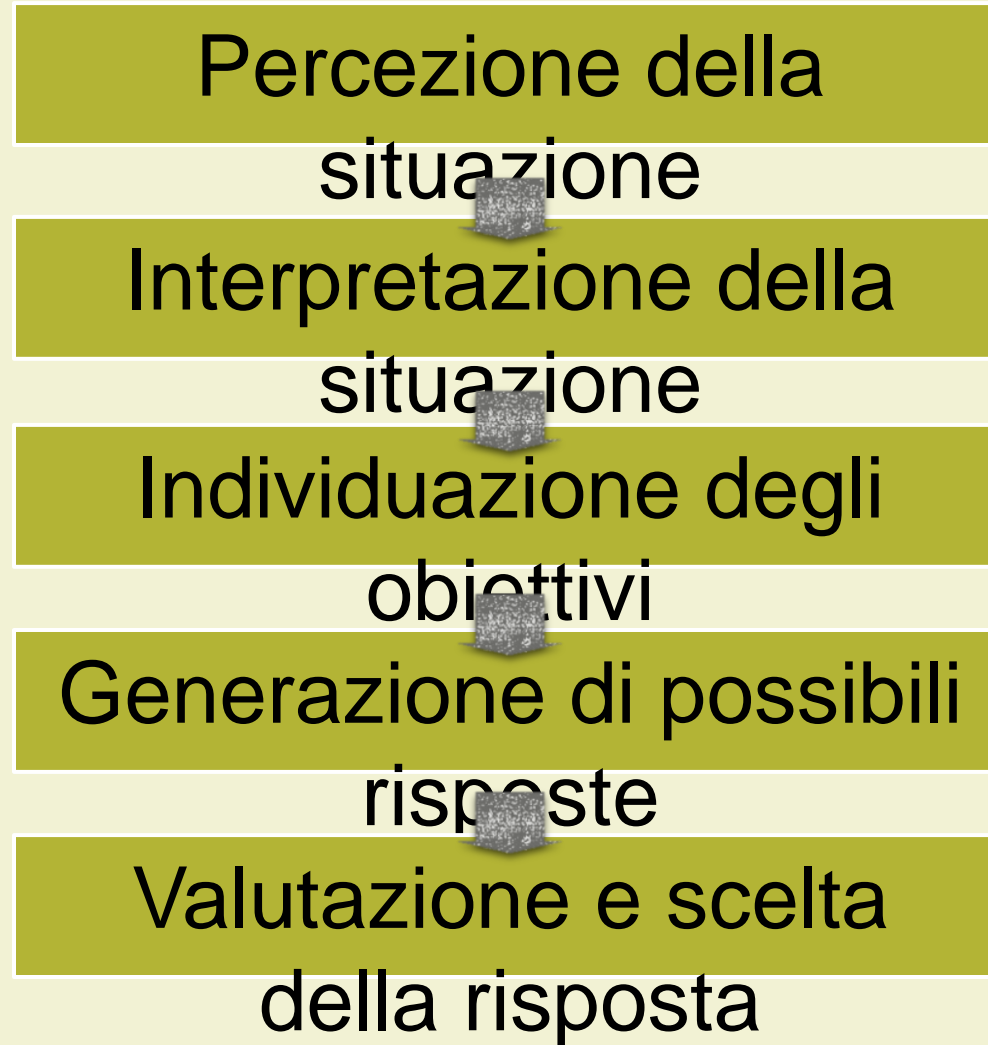 Percezione della
situazione
Interpretazione della
situazione
Individuazione degli
obiettivi
Generazione di possibili
risposte
Valutazione e scelta
della risposta